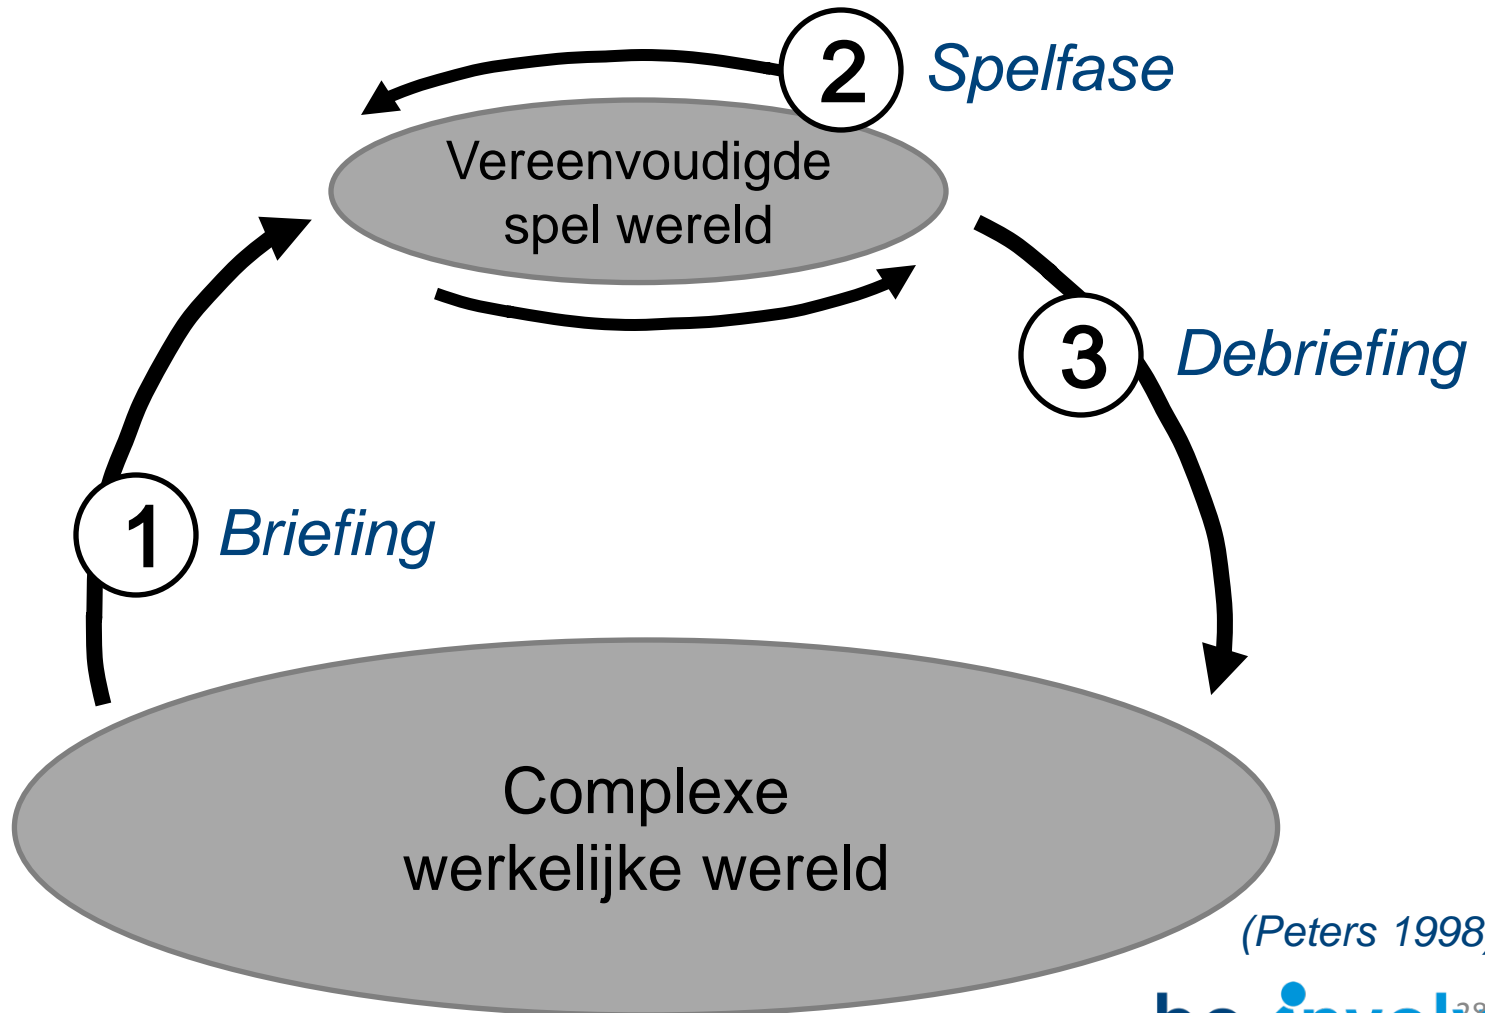 2 Spelfase
Vereenvoudigde
spel wereld
3 Debriefing
1 Briefing
Complexe
werkelijke wereld
(Peters 1998)